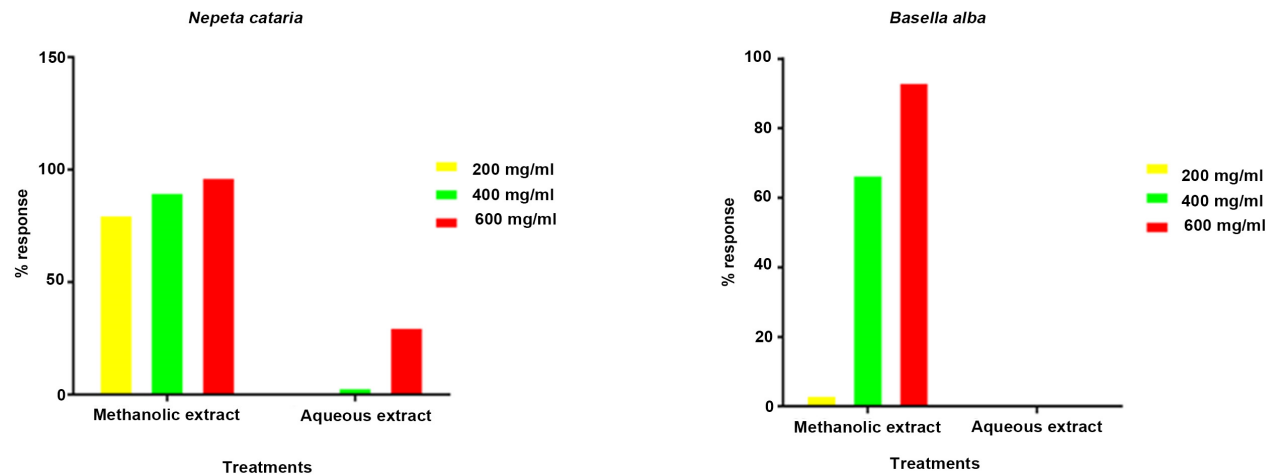 Nepeta cataria
150
100
50
0
% response
Methanolic extract
Aqueous extract
Treatments
200 mg/ml
400 mg/ml
600 mg/ml
Basella alba
100
80
60
40
20
0
% response
Methanolic extract
Aqueous extract
Treatments
200 mg/ml
400 mg/ml
600 mg/ml